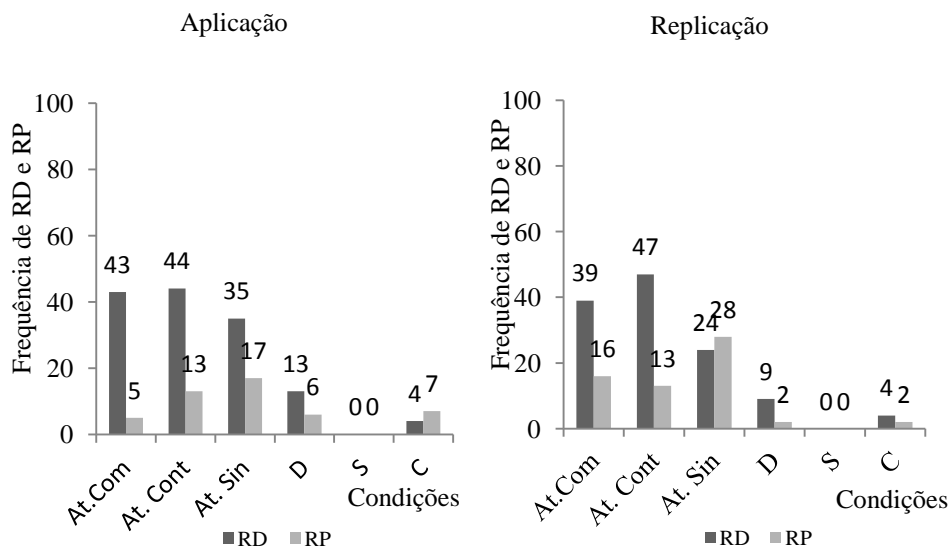 Aplicação
Frequência de RD e RP
100
80
60
40
20
0
43
5
44
13
35
17
13
6
0
0
4
7
At.Com
At. Cont
At. Sin
D
S
C
Condições
RD
RP
Replicação
Frequência de RD e RP
100
80
60
40
20
0
39
16
47
13
24
28
9
2
0
0
4
2
At.Com
At. Cont
At. Sin
D
S
C
Condições
RD
RP